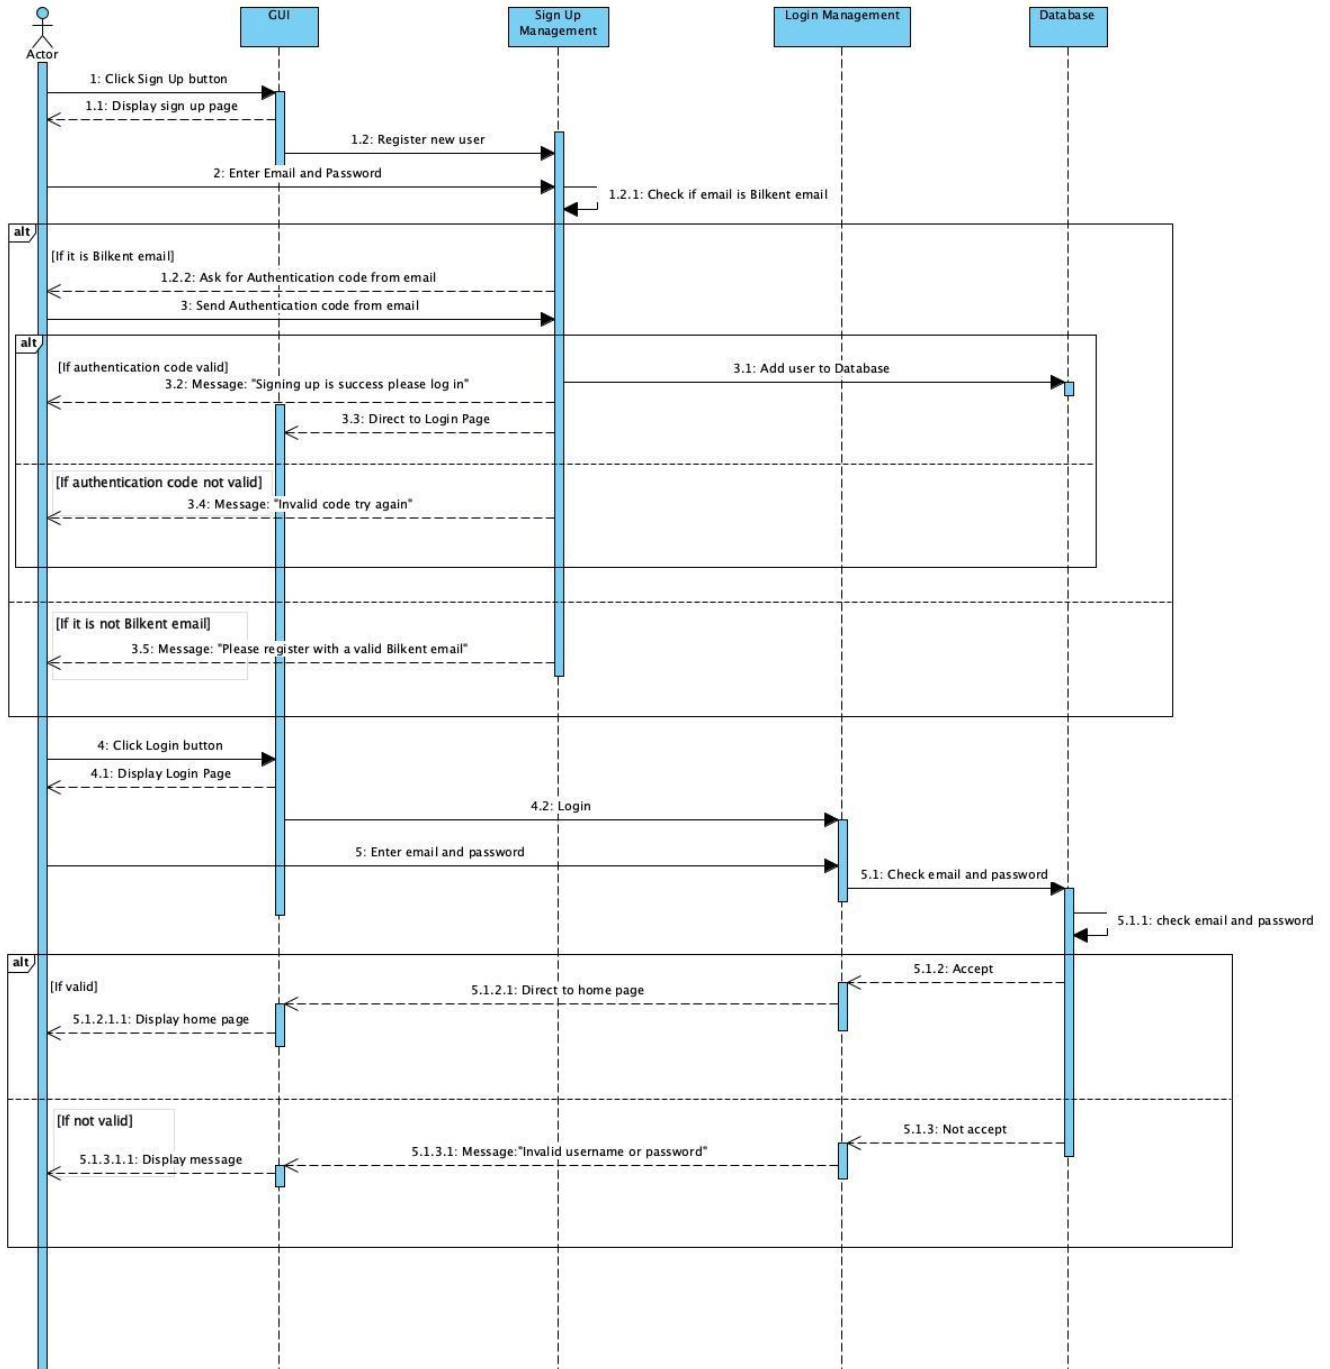 GUI
Sign Up
Management
Login Management
Database
Actor
1: Click Sign Up button
1.1: Display sign up page
1.2: Register new user
2: Enter Email and Password
1.2.1: Check if email is Bilkent email
alt
[If it is Bilkent email]
1.2.2: Ask for Authentication code from email
3: Send Authentication code from email
alt
[If authentication code valid]
3.1: Add user to Database
3.2: Message: "Signing up is success please log in"
3.3: Direct to Login Page
[If authentication code not valid]
3.4: Message: "Invalid code try again"
[If it is not Bilkent email]
3.5: Message: "Please register with a valid Bilkent email"
4: Click Login button
4.1: Display Login Page
4.2: Login
5: Enter email and password
5.1: Check email and password
5.1.1: check email and password
alt
5.1.2: Accept
[If valid]
5.1.2.1: Direct to home page
5.1.2.1.1: Display home page
[If not valid]
5.1.3: Not accept
5.1.3.1: Message:"Invalid username or password"
5.1.3.1.1: Display message